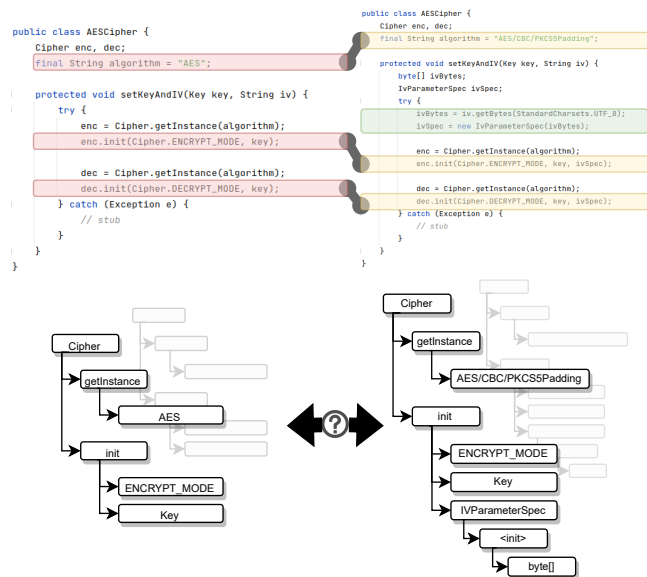 public class AESCipher {
Cipher enc, dec;
final String algorithm = "AES";
protected void setKeyAndIV(Key key, String iv) {
try {
enc = Cipher.getInstance(algorithm);
enc.init(Cipher.ENCRYPT_MODE, key);
dec = Cipher.getInstance(algorithm);
dec.init(Cipher.DECRYPT_MODE, key);
} catch (Exception e) {
// stub
}
}
}
public class AESCipher {
Cipher enc, dec;
final String algorithm = "AES/CBC/PKCS5Padding";
protected void setKeyAndIV(Key key, String iv) {
byte[] ivBytes;
IvParameterSpec ivSpec;
try {
ivBytes = iv.getBytes(StandardCharsets.UTF_8);
ivSpec = new IvParameterSpec(ivBytes);
enc = Cipher.getInstance(algorithm);
enc.init(Cipher.ENCRYPT_MODE, key, ivSpec);
dec = Cipher.getInstance(algorithm);
dec.init(Cipher.DECRYPT_MODE, key, ivSpec);
} catch (Exception e) {
// stub
}
}
}
Cipher
getInstance
AES
init
ENCRYPT_MODE
Key
?
Cipher
getInstance
AES/CBC/PKCS5Padding
init
ENCRYPT_MODE
Key
IVParameterSpec
<init>
byte[]